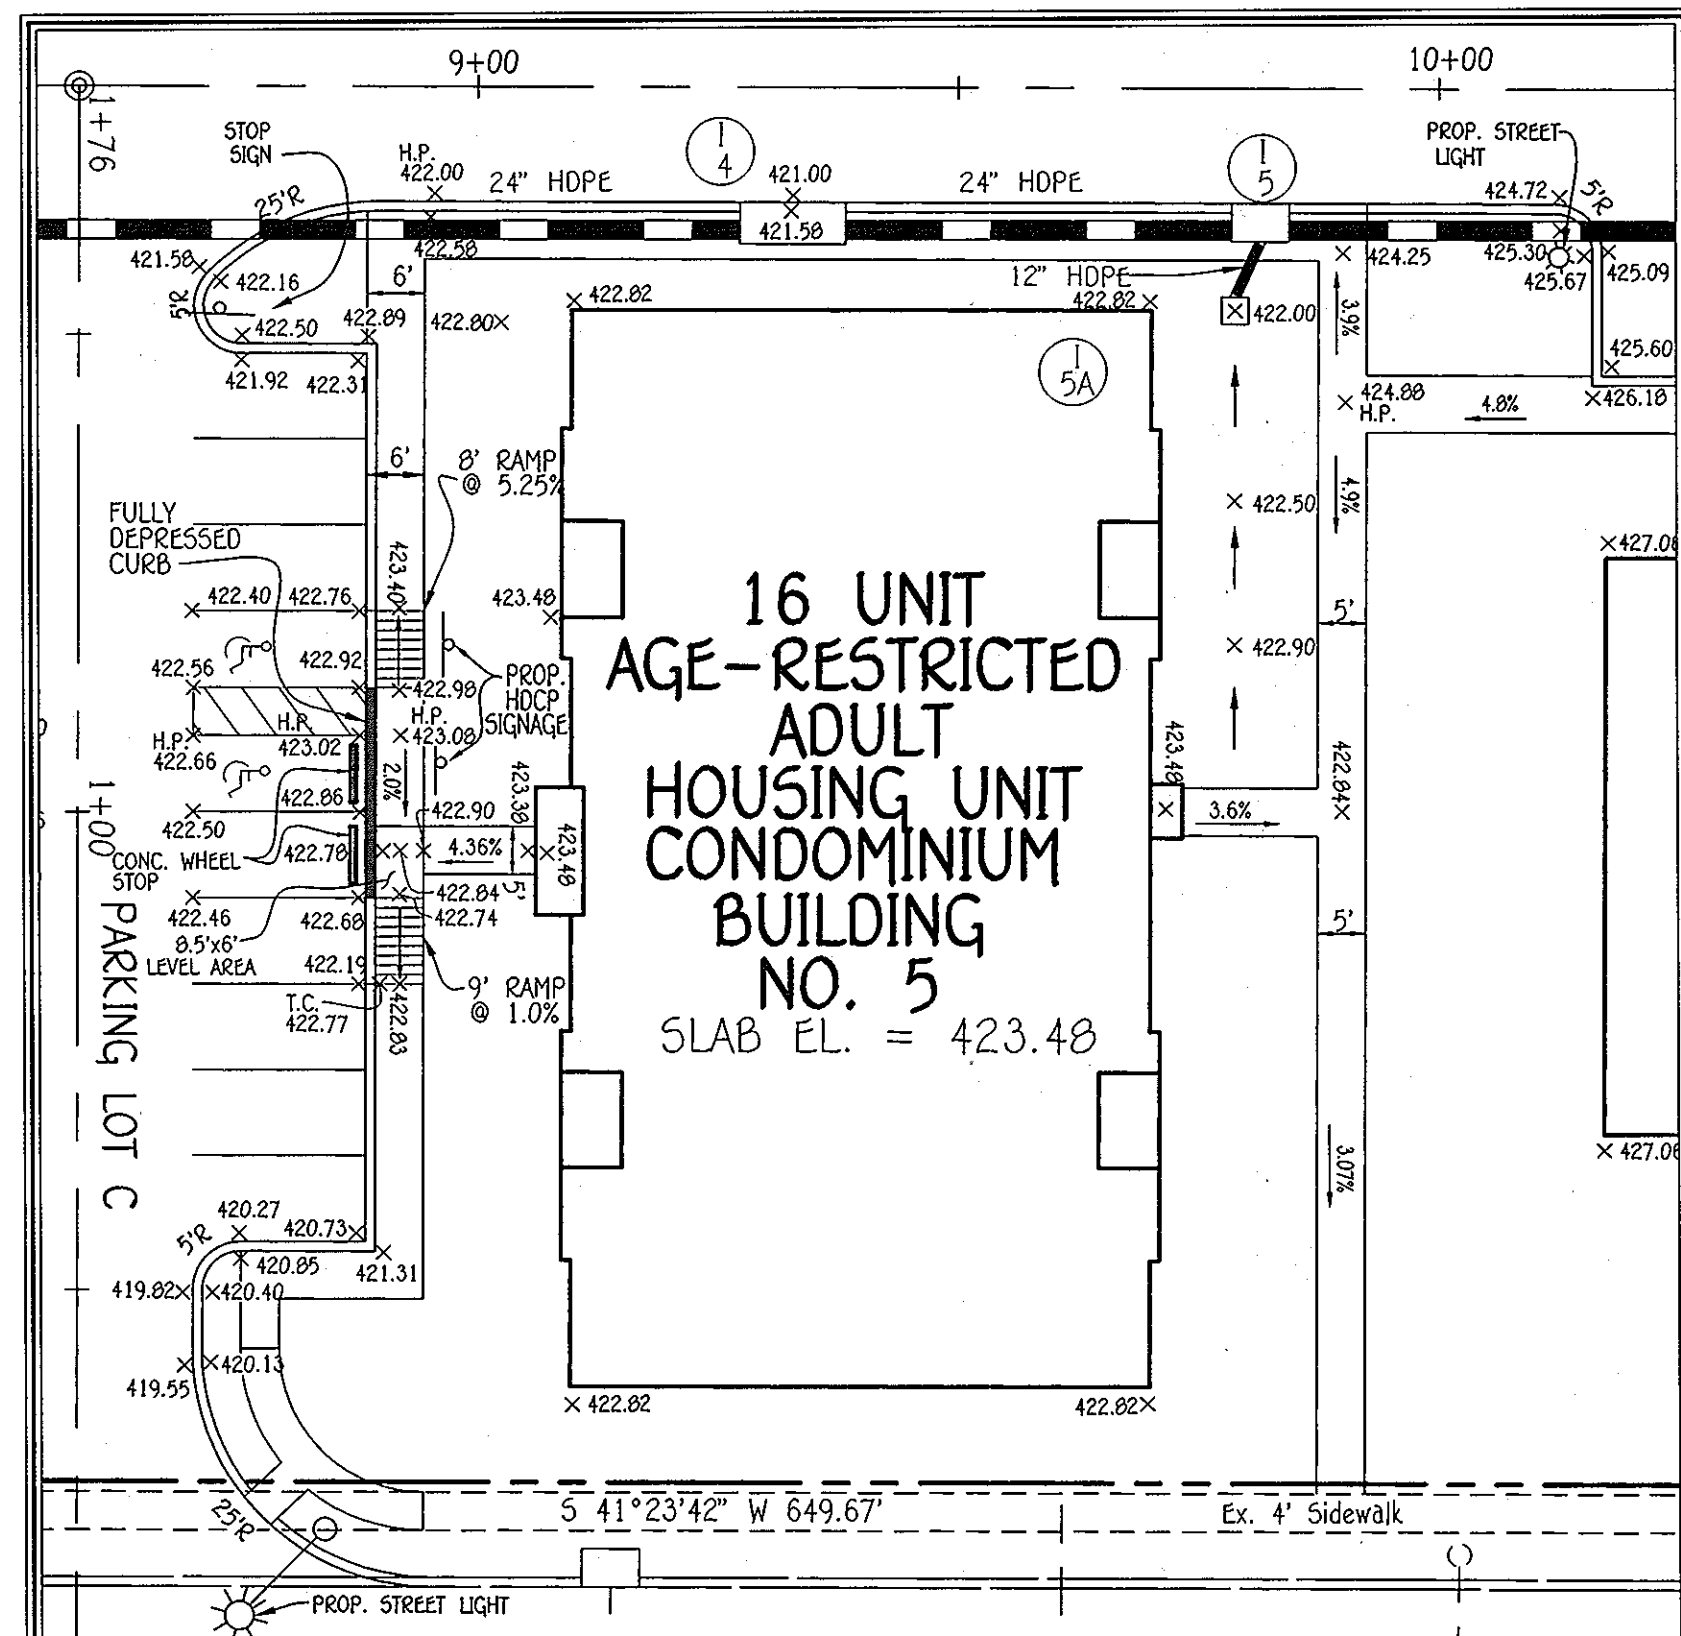 9+00
10+00
1+76
STOP
SIGN
H.P.
422.00
24" HDPE
I
4
421.00
24" HDPE
I
5
PROP. STREET
LIGHT
424.72
5'R
25'R
421.58
422.58
421.58
422.16
5'R
6'
12" HDPE
424.25
425.30
425.67
425.09
422.82
422.82
422.00
3.9%
422.50
422.89
422.80
421.92
422.31
I
5A
425.60
424.88
H.P.
4.8%
426.18
6'
8' RAMP
@ 5.25%
4.9%
422.50
FULLY
DEPRESSED
CURB
423.40
427.08
422.40
422.76
423.48
16 UNIT
AGE-RESTRICTED
ADULT
HOUSING UNIT
CONDOMINIUM
BUILDING
NO. 5
SLAB EL. = 423.48
5'
422.90
422.56
422.92
422.98
PROP.
HDCP
SIGNAGE
H.P.
422.66
H.P.
423.02
H.P.
423.08
2.0%
423.38
423.48
422.84
422.86
422.90
422.50
3.6%
1+00
CONC. WHEEL
STOP
422.78
4.36%
423.48
5'
422.84
422.74
422.46
422.68
5'
8.5'x6'
LEVEL AREA
422.19
T.C.
422.77
422.83
9' RAMP
@ 1.0%
PARKING LOT C
427.06
3.07%
420.27
420.73
5'R
420.85
421.31
419.82
420.40
420.13
419.55
422.82
422.82
25'R
S 41°23'42" W 649.67'
Ex. 4' Sidewalk
PROP. STREET LIGHT